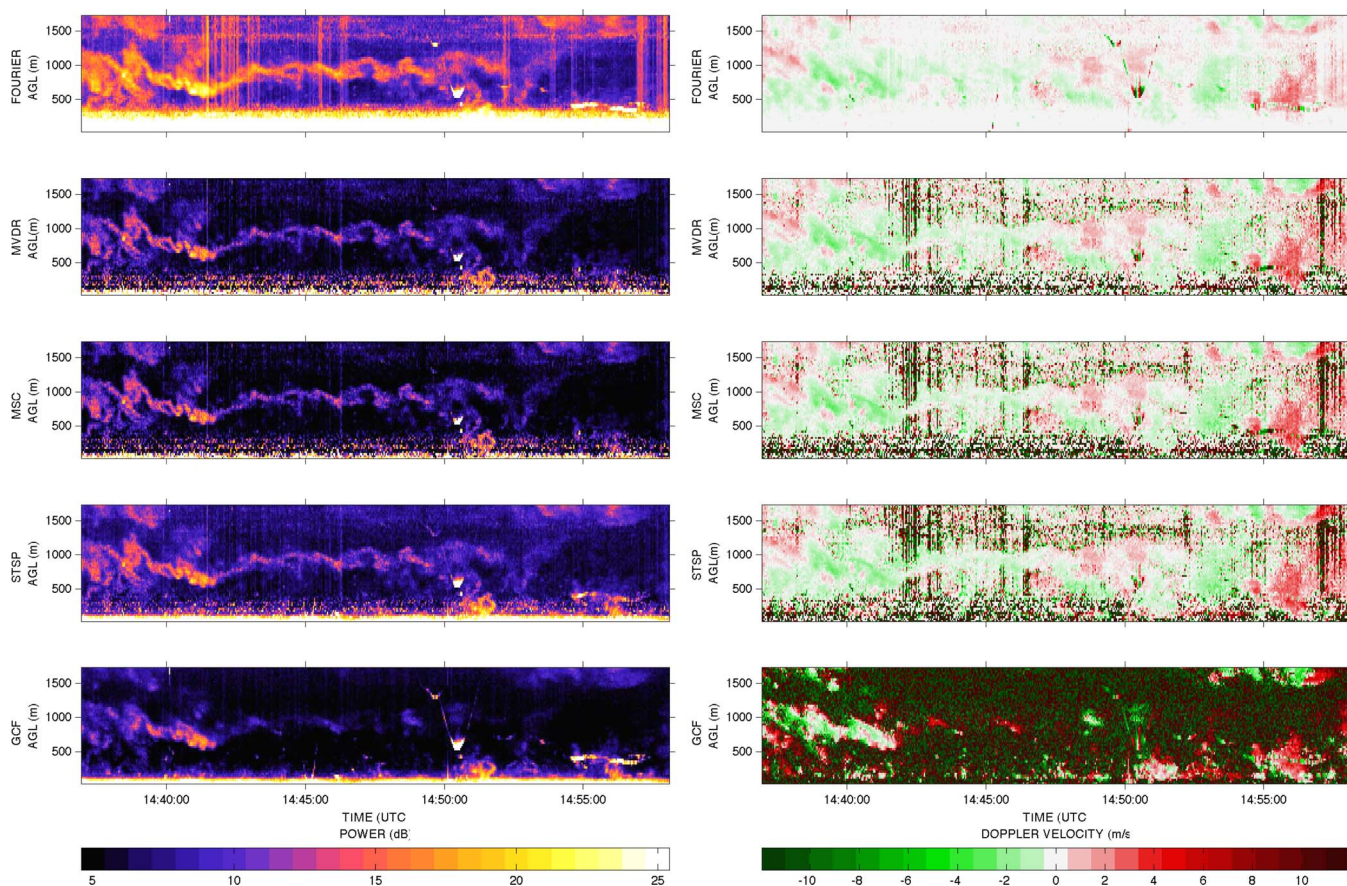 FOURIER
AGL (m)
1500
1000
500
1500
1000
500
MVDR
AGL(m)
1500
1000
500
1500
1000
500
MSC
AGL (m)
1500
1000
500
1500
1000
500
STSP
AGL (m)
1500
1000
500
1500
1000
500
GCF
AGL (m)
1500
1000
500
1500
1000
500
FOURIER
AGL (m)
MVDR
AGL (m)
MSC
AGL (m)
STSP
AGL(m)
GCF
AGL (m)
14:40:00 14:45:00 14:50:00 14:55:00
14:40:00 14:45:00 14:50:00 14:55:00
TIME (UTC
POWER (dB)
TIME (UTC
DOPPLER VELOCITY (m/s
5 10 15 20 25
-10 -8 -6 -4 -2 0 2 4 6 8 10